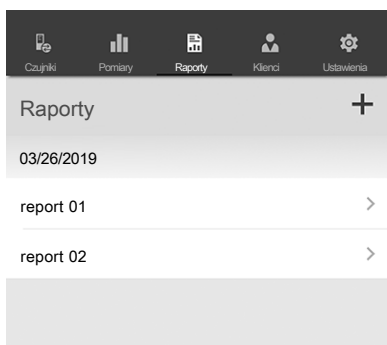 Czujniki Pomiary Raporty Klienci Ustawienia
Raporty
03/26/2019
report 01
report 02